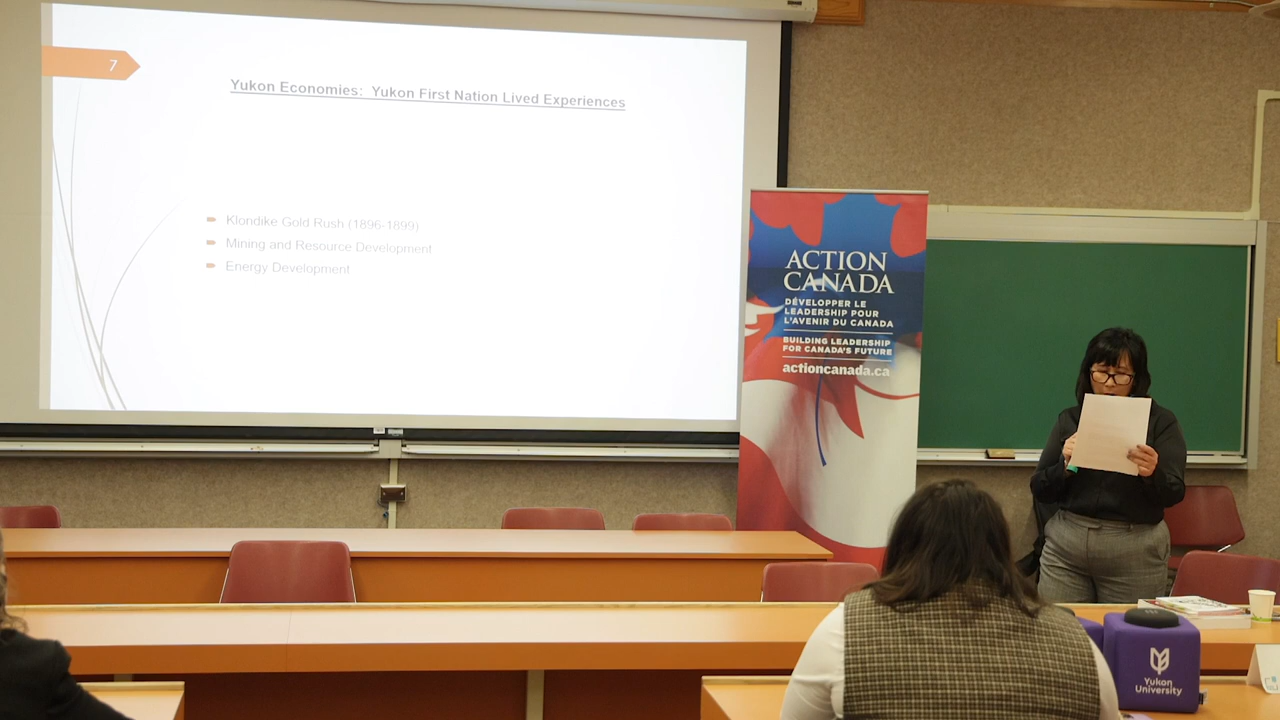 7
Yukon Economies: Yukon First Nation Lived Experiences
Klondike Gold Rush (1896-1899)
Mining and Resource Development
Energy Development
ACTION
CANADA
DÉVELOPPER LE
LEADERSHIP POUR
L'AVENIR DU CANADA
BUILDING LEADERSHIP
FOR CANADA'S FUTURE
actioncanada.ca
Yukon
University